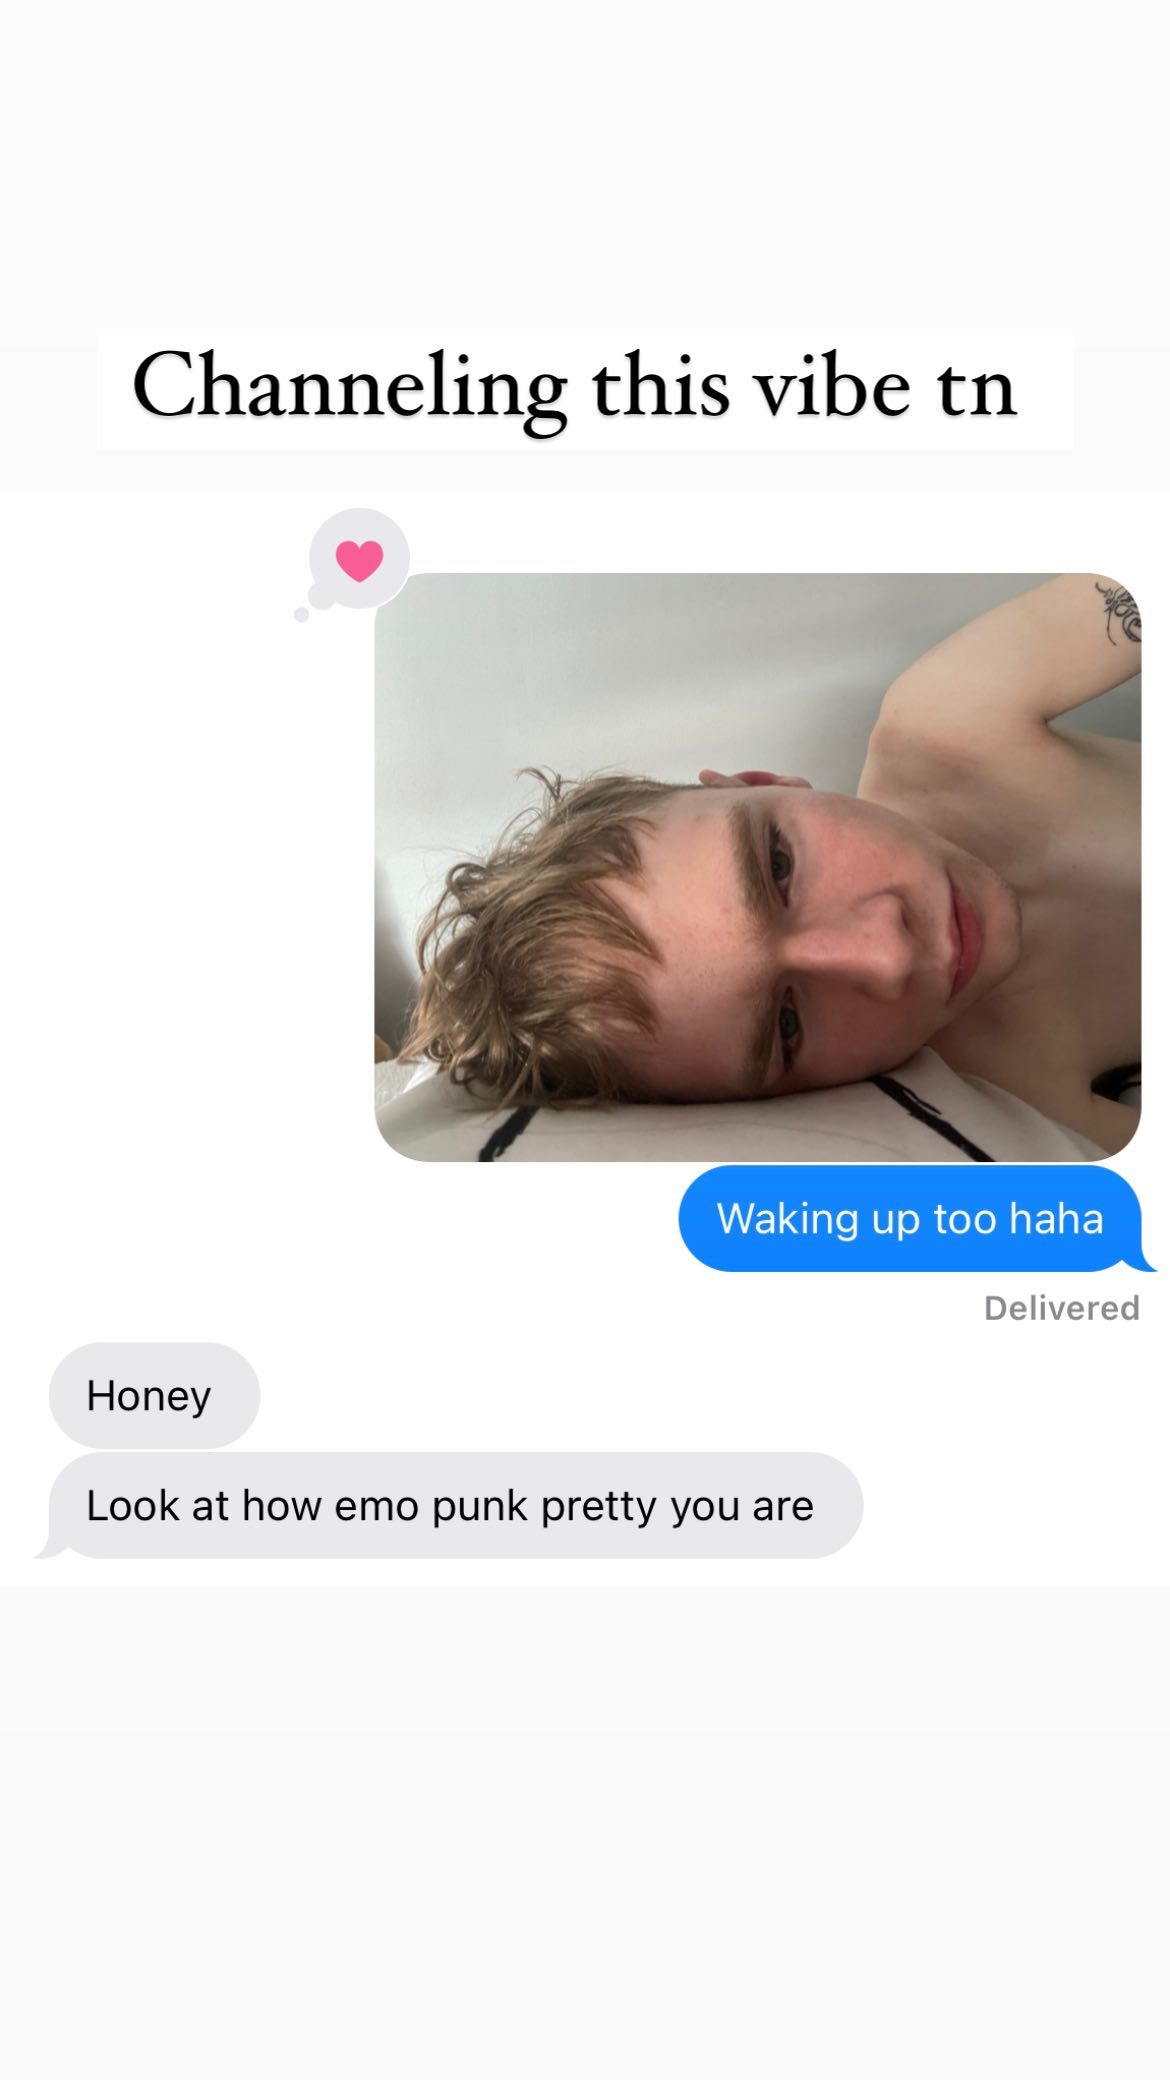 Channeling this vibe tn
Waking up too haha
Delivered
Honey
Look at how emo punk pretty you are